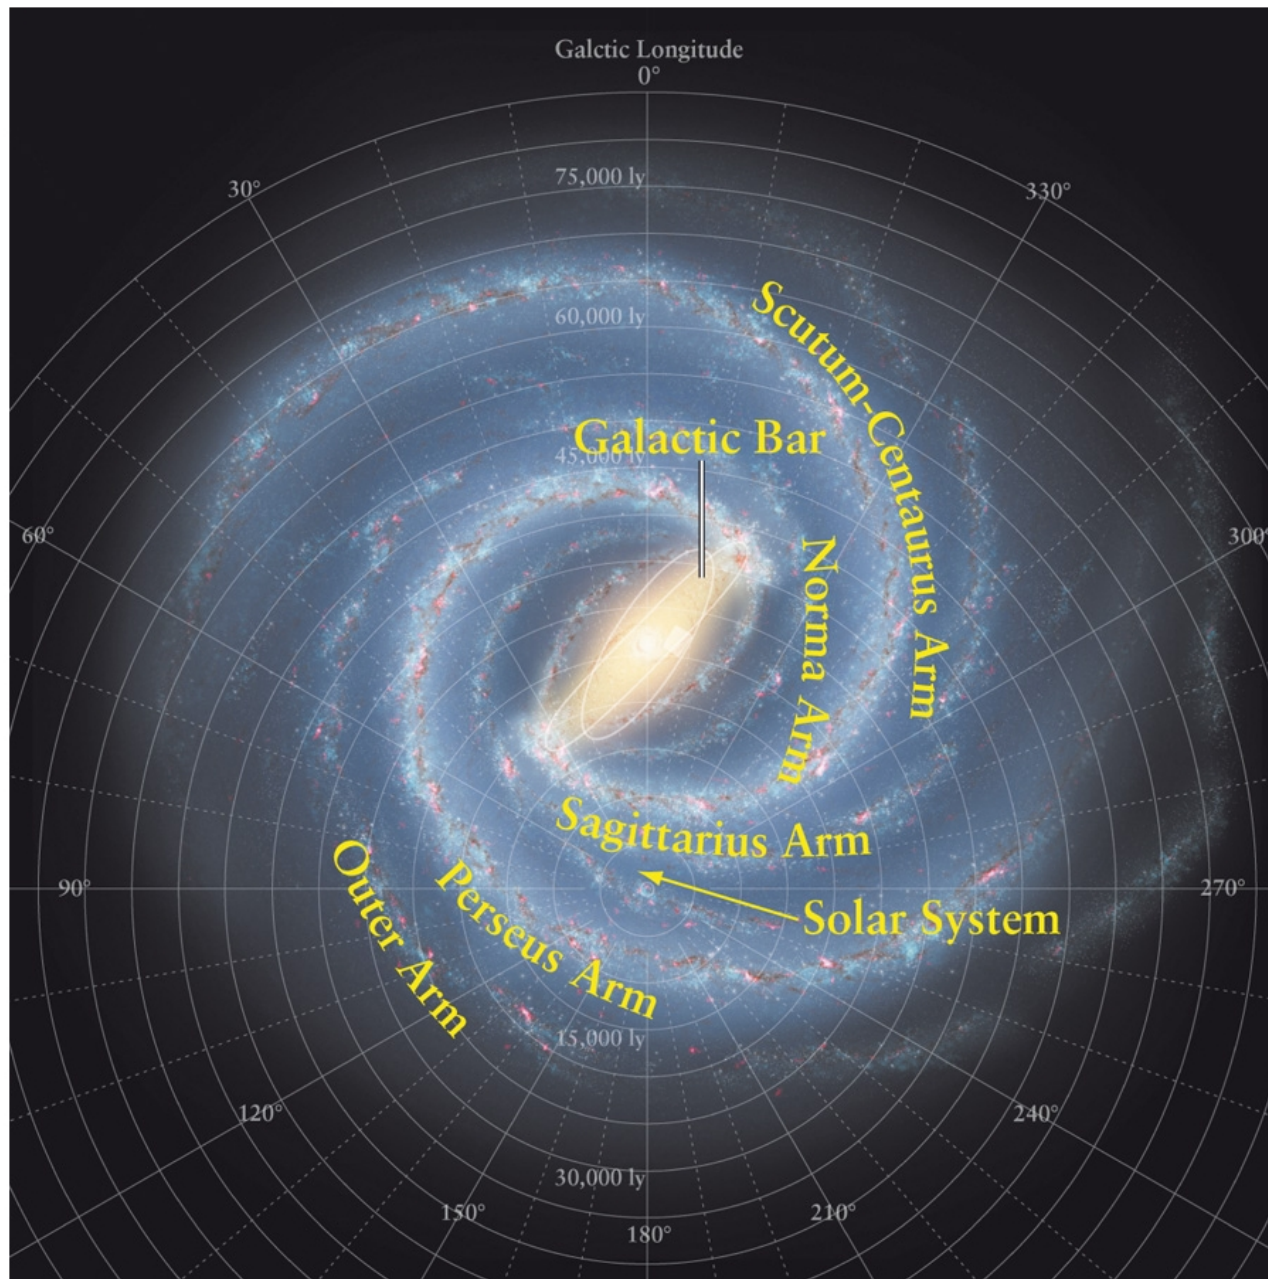 Galctic Longitude
0°
75,000 ly
30°
330°
Scutum-Centaurus Arm
60,000 ly
Galactic Bar
45,000 ly
60°
300°
Norma Arm
Sagittarius Arm
Outer Arm
Perseus Arm
90°
270°
Solar System
15,000 ly
120°
240°
30,000 ly
150°
210°
180°